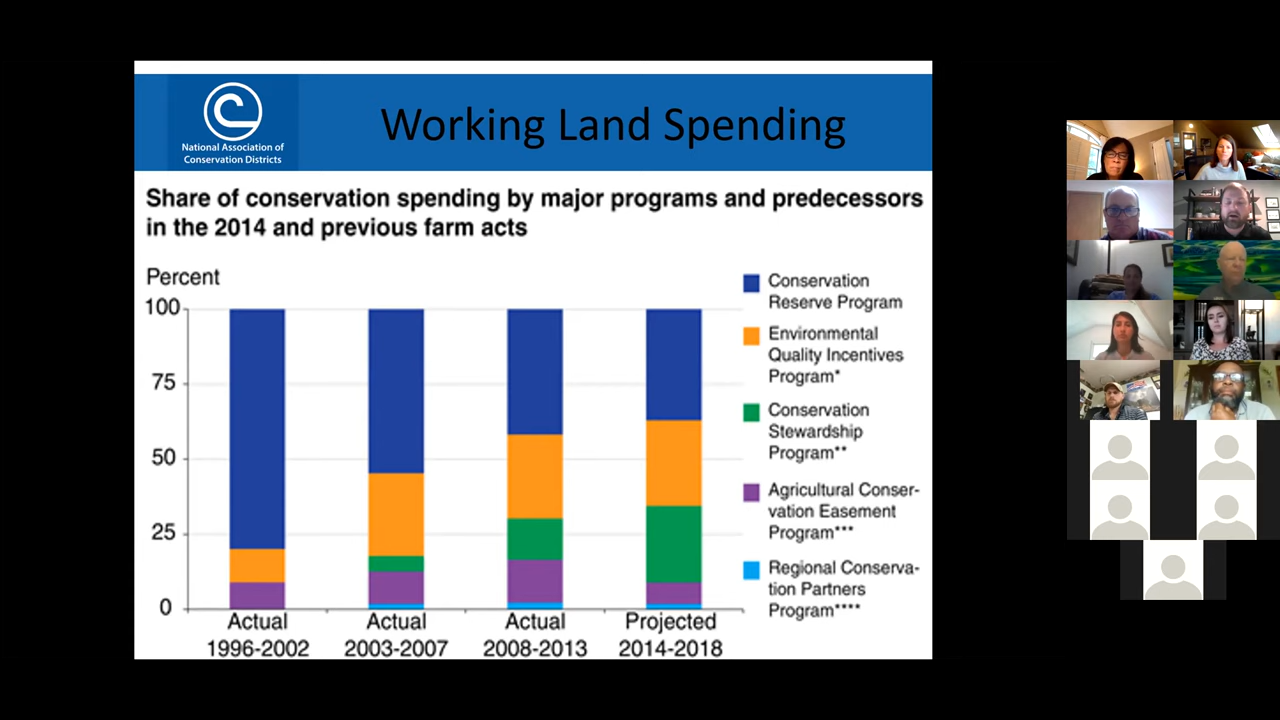 National Association of
Conservation Districts
Working Land Spending
Share of conservation spending by major programs and predecessors
in the 2014 and previous farm acts
Percent
100
75
50
25
0
Actual
1996-2002
Actual
2003-2007
Actual
2008-2013
Projected
2014-2018
Conservation
Reserve Program
Environmental
Quality Incentives
Program*
Conservation
Stewardship
Program**
Agricultural Conser-
vation Easement
Program***
Regional Conserva-
tion Partners
Program****